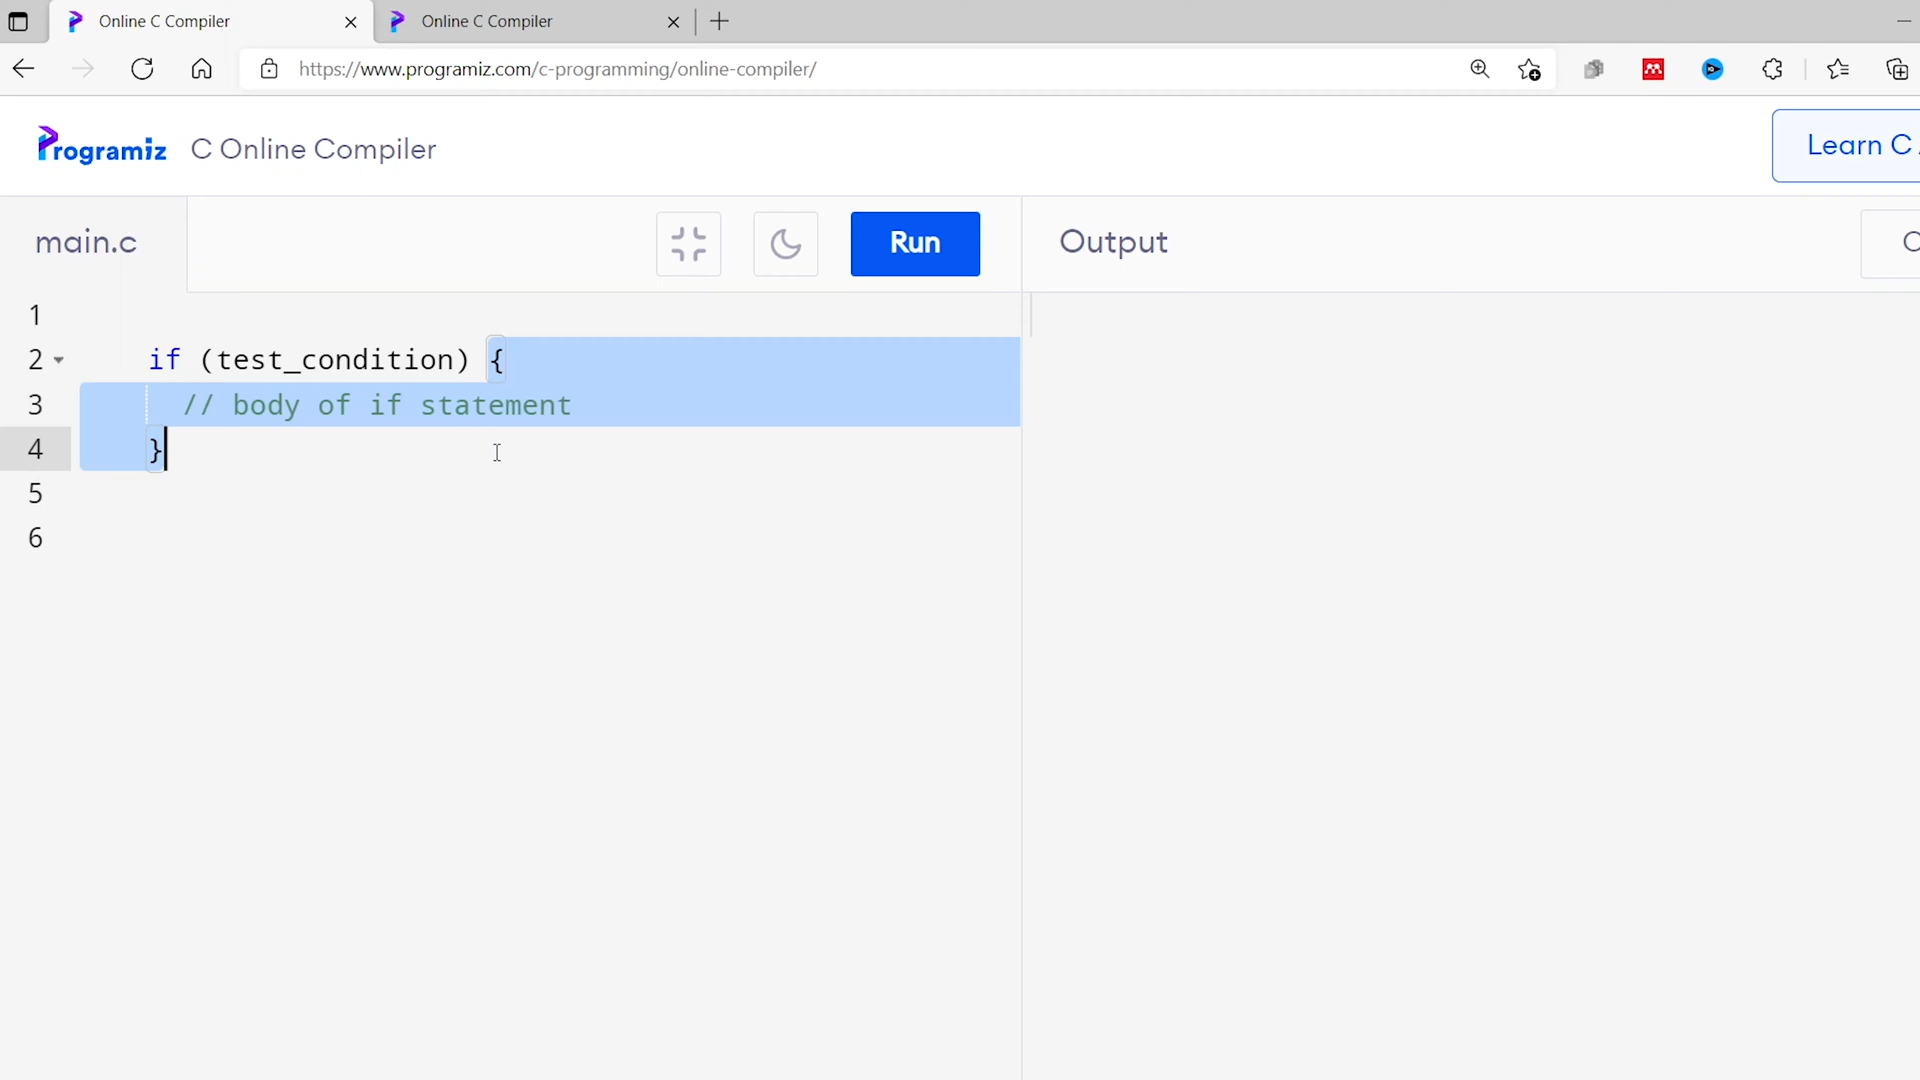 Online C Compiler
Online C Compiler
https://www.programiz.com/c-programming/online-compiler/
Programiz C Online Compiler
Learn C
main.c
Run
Output
1
2 if (test_condition) {
3 // body of if statement
4 }
5
6